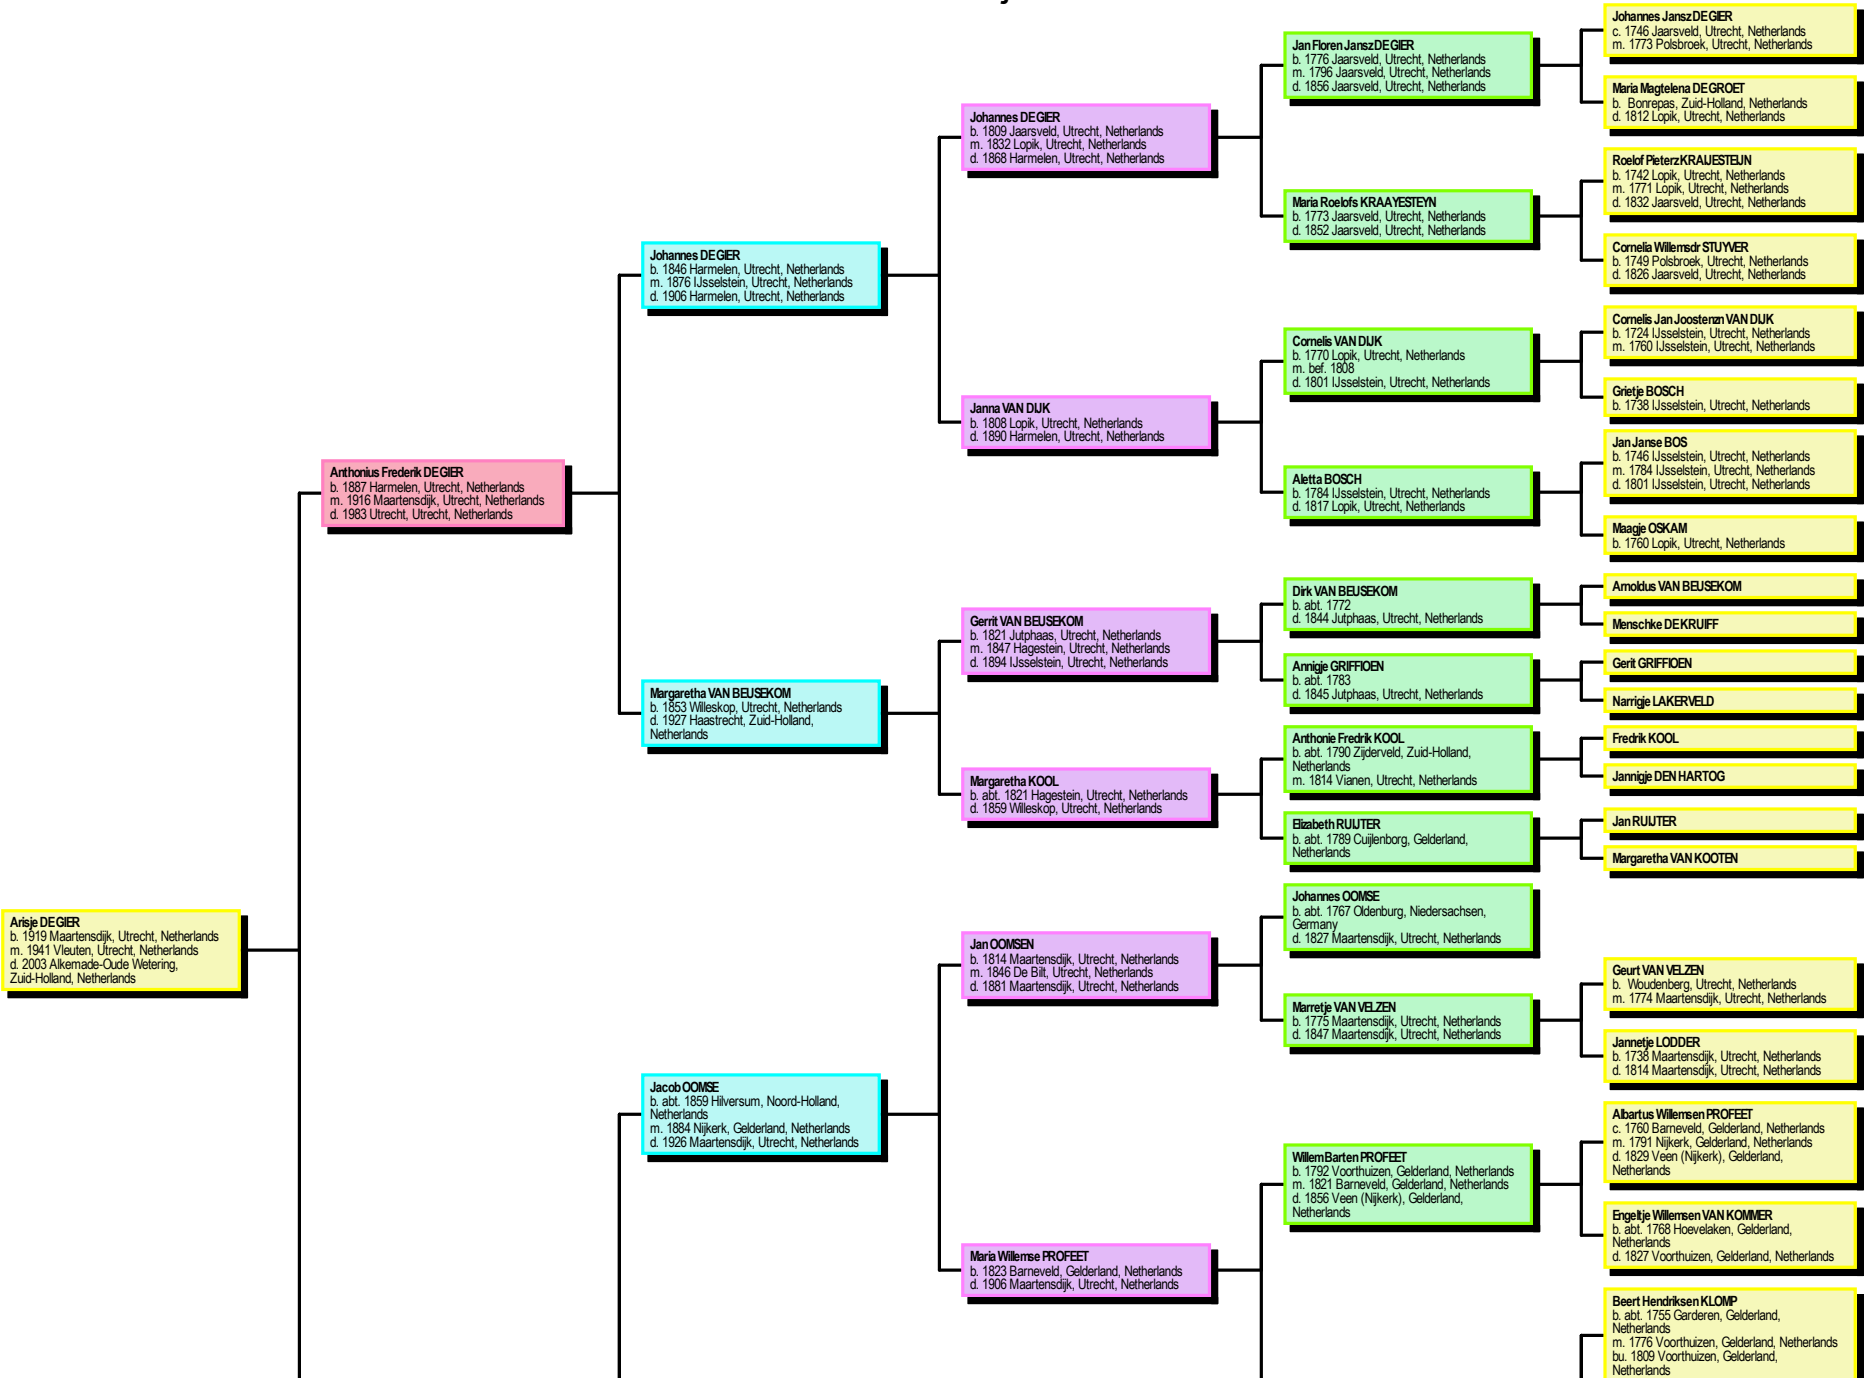 Arisje DE GIER
b. 1919 Maartensdijk, Utrecht, Netherlands
m. 1941 Vleuten, Utrecht, Netherlands
d. 2003 Alkemade-Oude Wetering,
Zuid-Holland, Netherlands
Anthonius Frederik DE GIER
b. 1887 Harmelen, Utrecht, Netherlands
m. 1916 Maartensdijk, Utrecht, Netherlands
d. 1983 Utrecht, Utrecht, Netherlands
Johannes DE GIER
b. 1846 Harmelen, Utrecht, Netherlands
m. 1876 IJsselstein, Utrecht, Netherlands
d. 1906 Harmelen, Utrecht, Netherlands
Margaretha VAN BEUSEKOM
b. 1853 Willeskop, Utrecht, Netherlands
d. 1927 Haastrecht, Zuid-Holland,
Netherlands
Jacob OOMSE
b. abt. 1859 Hilversum, Noord-Holland,
Netherlands
m. 1884 Nijkerk, Gelderland, Netherlands
d. 1926 Maartensdijk, Utrecht, Netherlands
Johannes DE GIER
b. 1809 Jaarsveld, Utrecht, Netherlands
m. 1832 Lopik, Utrecht, Netherlands
d. 1868 Harmelen, Utrecht, Netherlands
Janna VAN DIJK
b. 1808 Lopik, Utrecht, Netherlands
d. 1890 Harmelen, Utrecht, Netherlands
Gerrit VAN BEUSEKOM
b. 1821 Jutphaas, Utrecht, Netherlands
m. 1847 Hagestein, Utrecht, Netherlands
d. 1894 IJsselstein, Utrecht, Netherlands
Margaretha KOOL
b. abt. 1821 Hagestein, Utrecht, Netherlands
d. 1859 Willeskop, Utrecht, Netherlands
Jan OOMSEN
b. 1814 Maartensdijk, Utrecht, Netherlands
m. 1846 De Bilt, Utrecht, Netherlands
d. 1881 Maartensdijk, Utrecht, Netherlands
Maria Willemse PROFEET
b. 1823 Barneveld, Gelderland, Netherlands
d. 1906 Maartensdijk, Utrecht, Netherlands
Jan Floren Jansz DE GIER
b. 1776 Jaarsveld, Utrecht, Netherlands
m. 1796 Jaarsveld, Utrecht, Netherlands
d. 1856 Jaarsveld, Utrecht, Netherlands
Maria Roelofs KRAAYESTEYN
b. 1773 Jaarsveld, Utrecht, Netherlands
d. 1852 Jaarsveld, Utrecht, Netherlands
Cornelis VAN DIJK
b. 1770 Lopik, Utrecht, Netherlands
m. bef. 1808
d. 1801 IJsselstein, Utrecht, Netherlands
Aletta BOSCH
b. 1784 IJsselstein, Utrecht, Netherlands
d. 1817 Lopik, Utrecht, Netherlands
Dirk VAN BEUSEKOM
b. abt. 1772
d. 1844 Jutphaas, Utrecht, Netherlands
Annigje GRIFFIOEN
b. abt. 1783
d. 1845 Jutphaas, Utrecht, Netherlands
Anthonie Fredrik KOOL
b. abt. 1790 Zijderveld, Zuid-Holland,
Netherlands
m. 1814 Vianen, Utrecht, Netherlands
Elizabeth RUIJTER
b. abt. 1789 Cuijlenborg, Gelderland,
Netherlands
Johannes OOMSE
b. abt. 1767 Oldenburg, Niedersachsen,
Germany
d. 1827 Maartensdijk, Utrecht, Netherlands
Marretje VAN VELZEN
b. 1775 Maartensdijk, Utrecht, Netherlands
d. 1847 Maartensdijk, Utrecht, Netherlands
Willem Barten PROFEET
b. 1792 Voorthuizen, Gelderland, Netherlands
m. 1821 Barneveld, Gelderland, Netherlands
d. 1856 Veen (Nijkerk), Gelderland,
Netherlands
Johannes Jansz DE GIER
c. 1746 Jaarsveld, Utrecht, Netherlands
m. 1773 Polsbroek, Utrecht, Netherlands
Maria Magtelena DE GROET
b. Bonrepas, Zuid-Holland, Netherlands
d. 1812 Lopik, Utrecht, Netherlands
Roelof Pieterz KRAIJESTEIJN
b. 1742 Lopik, Utrecht, Netherlands
m. 1771 Lopik, Utrecht, Netherlands
d. 1832 Jaarsveld, Utrecht, Netherlands
Cornelia Willemsdr STUYVER
b. 1749 Polsbroek, Utrecht, Netherlands
d. 1826 Jaarsveld, Utrecht, Netherlands
Cornelis Jan Joostenzn VAN DIJK
b. 1724 IJsselstein, Utrecht, Netherlands
m. 1760 IJsselstein, Utrecht, Netherlands
Grietje BOSCH
b. 1738 IJsselstein, Utrecht, Netherlands
Jan Janse BOS
b. 1746 IJsselstein, Utrecht, Netherlands
m. 1784 IJsselstein, Utrecht, Netherlands
d. 1801 IJsselstein, Utrecht, Netherlands
Maagje OSKAM
b. 1760 Lopik, Utrecht, Netherlands
Arnoldus VAN BEUSEKOM
Menschke DE KRUIFF
Gerit GRIFFIOEN
Narrigje LAKERVELD
Fredrik KOOL
Jannigje DEN HARTOG
Jan RUIJTER
Margaretha VAN KOOTEN
Geurt VAN VELZEN
b. Woudenberg, Utrecht, Netherlands
m. 1774 Maartensdijk, Utrecht, Netherlands
Jannetje LODDER
b. 1738 Maartensdijk, Utrecht, Netherlands
d. 1814 Maartensdijk, Utrecht, Netherlands
Albartus Willemsen PROFEET
c. 1760 Barneveld, Gelderland, Netherlands
m. 1791 Nijkerk, Gelderland, Netherlands
d. 1829 Veen (Nijkerk), Gelderland,
Netherlands
Engeltje Willemsen VAN KOMMER
b. abt. 1768 Hoevelaken, Gelderland,
Netherlands
d. 1827 Voorthuizen, Gelderland, Netherlands
Beert Hendriksen KLOMP
b. abt. 1755 Garderen, Gelderland,
Netherlands
m. 1776 Voorthuizen, Gelderland, Netherlands
bu. 1809 Voorthuizen, Gelderland,
Netherlands